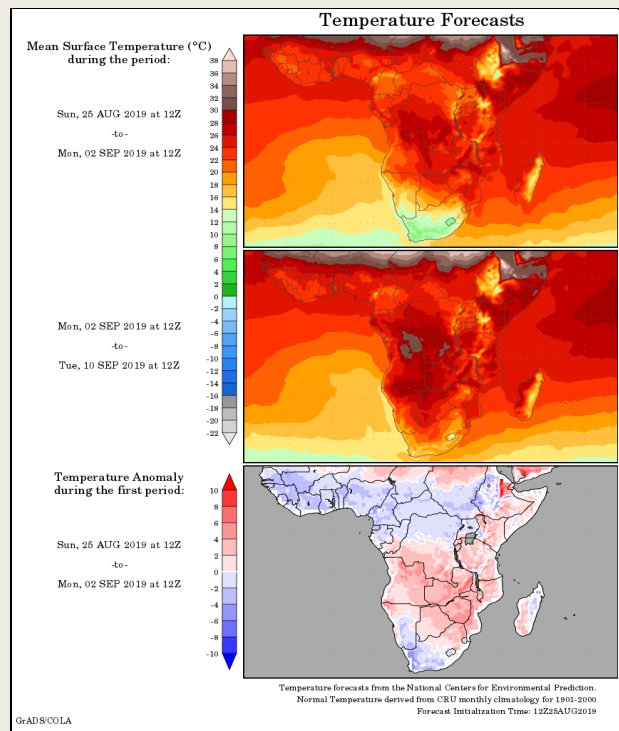 Temperature Forecasts
Mean Surface Temperature (°C)
during the period:
38
36
34
32
30
28
26
24
22
20
18
16
14
12
10
8
6
4
2
0
-2
-4
-6
-8
-10
-12
-14
-16
-18
-20
-22
Sun, 25 AUG 2019 at 12Z
-to-
Mon, 02 SEP 2019 at 12Z
Mon, 02 SEP 2019 at 12Z
-to-
Tue, 10 SEP 2019 at 12Z
Temperature Anomaly
during the first period:
10
8
6
4
2
0
-2
-4
-6
-8
-10
Sun, 25 AUG 2019 at 12Z
-to-
Mon, 02 SEP 2019 at 12Z
Temperature forecasts from the National Centers for Environmental Prediction.
Normal Temperature derived from CRU monthly climatology for 1901-2000
Forecast Initialization Time: 12Z25AUG2019
GrADS/COLA